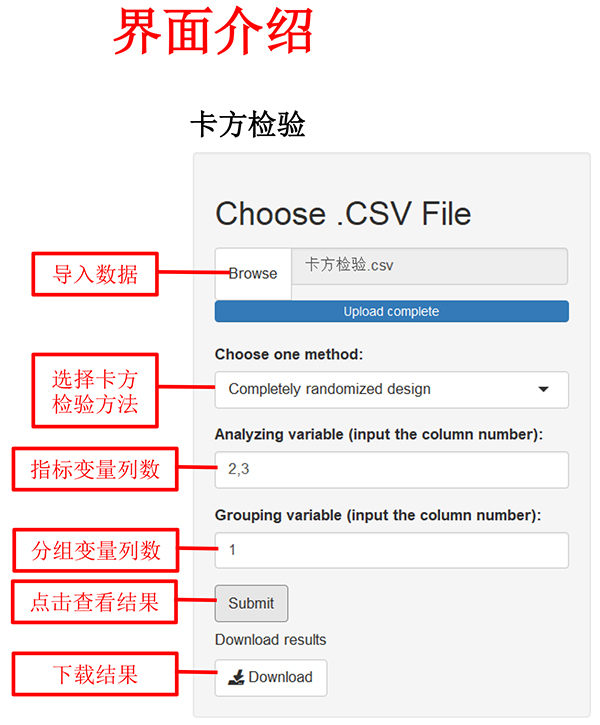 界面介绍
卡方检验
Choose .CSV File
导入数据
Browse
卡方检验.csv
Upload complete
Choose one method:
选择卡方
检验方法
Completely randomized design
Analyzing variable (input the column number):
指标变量列数
2,3
Grouping variable (input the column number):
分组变量列数
1
点击查看结果
Submit
Download results
下载结果
Download